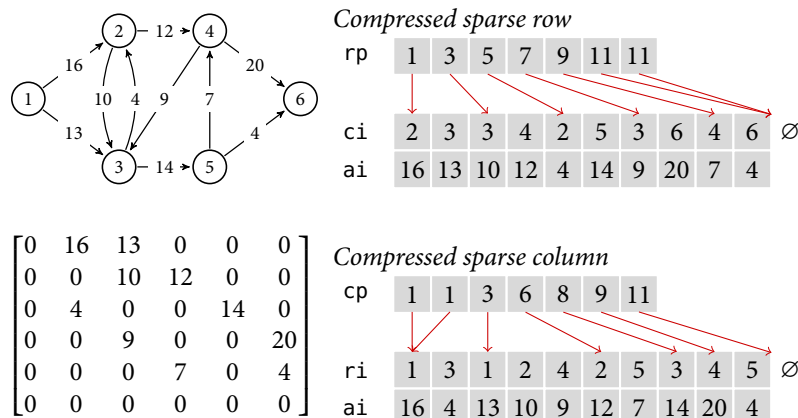 Compressed sparse row
rp 1 3 5 7 9 11 11
ci 2 3 3 4 2 5 3 6 4 6 ∅
ai 16 13 10 12 4 14 9 20 7 4
2 12 4
16 20
1 10 4 9 7 6
13 4
3 14 5
0 16 13 0 0 0
0 0 10 12 0 0
0 4 0 0 14 0
0 0 9 0 0 20
0 0 0 7 0 4
0 0 0 0 0 0
Compressed sparse column
cp 1 1 3 6 8 9 11
ri 1 3 1 2 4 2 5 3 4 5 ∅
ai 16 4 13 10 9 12 7 14 20 4